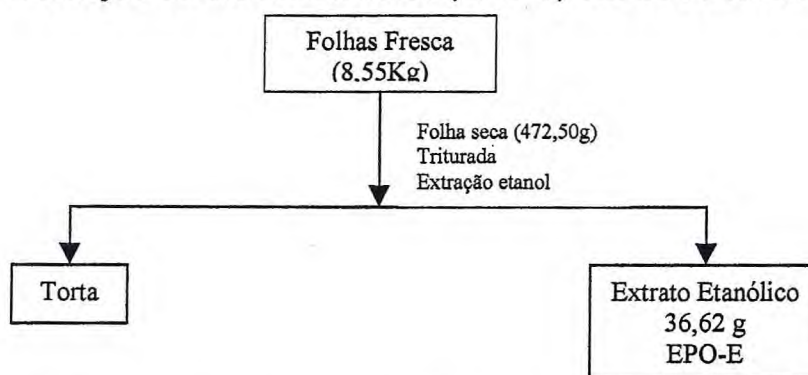 Folhas Fresca
(8.55Kg)
Folha seca (472,50g)
Triturada
Extração etanol
Torta
Extrato Etanólico
36,62 g
EPO-E